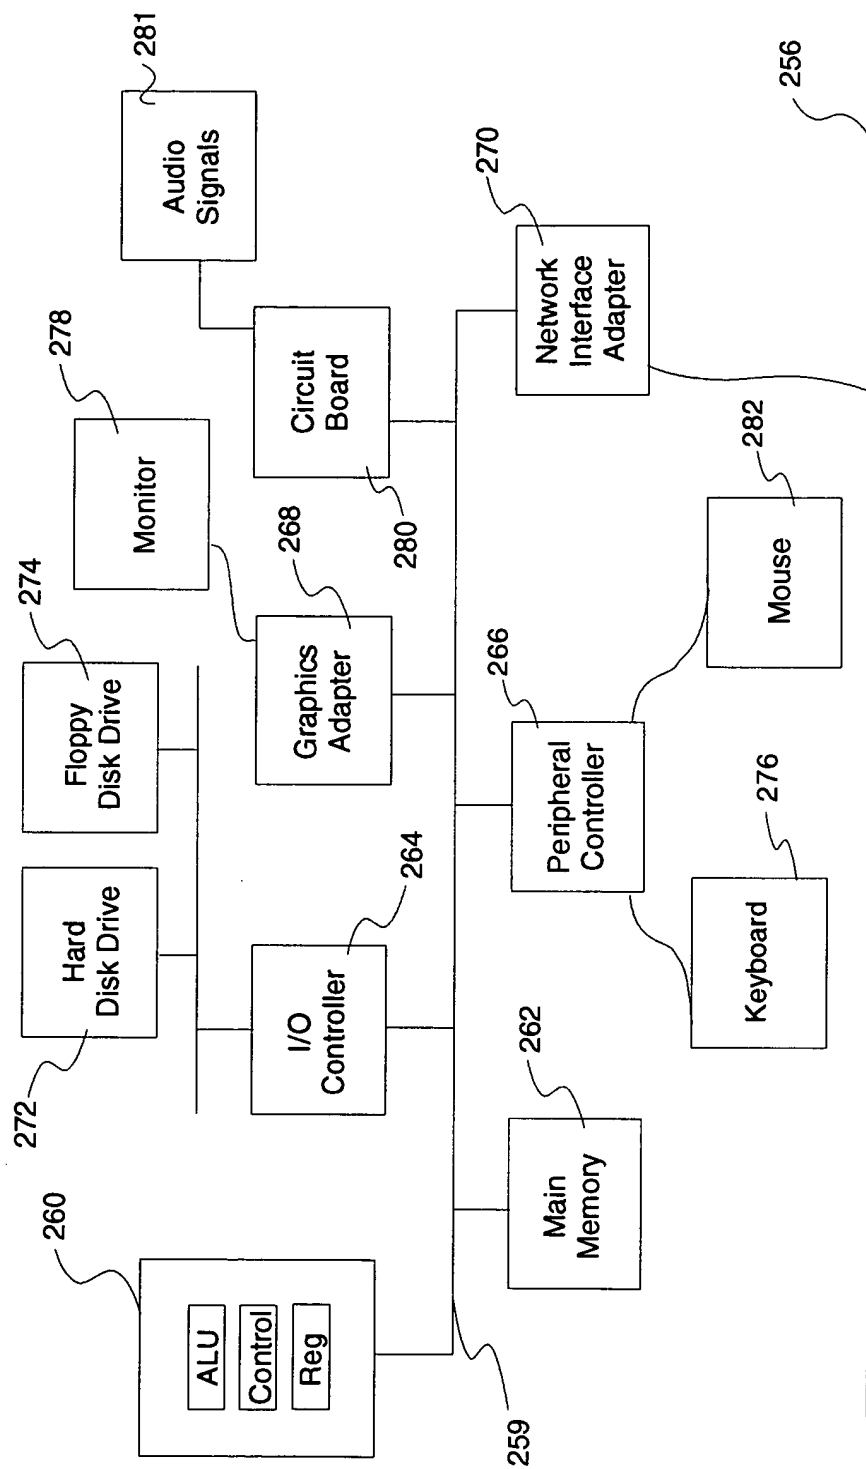 260
ALU
Control
Reg
259
272
Hard
Disk Drive
Floppy
Disk Drive
274
I/O
Controller
264
Graphics
Adapter
268
Monitor
278
Circuit
Board
280
Audio
Signals
281
Main
Memory
262
Peripheral
Controller
266
Keyboard
276
Mouse
282
Network
Interface
Adapter
270
256